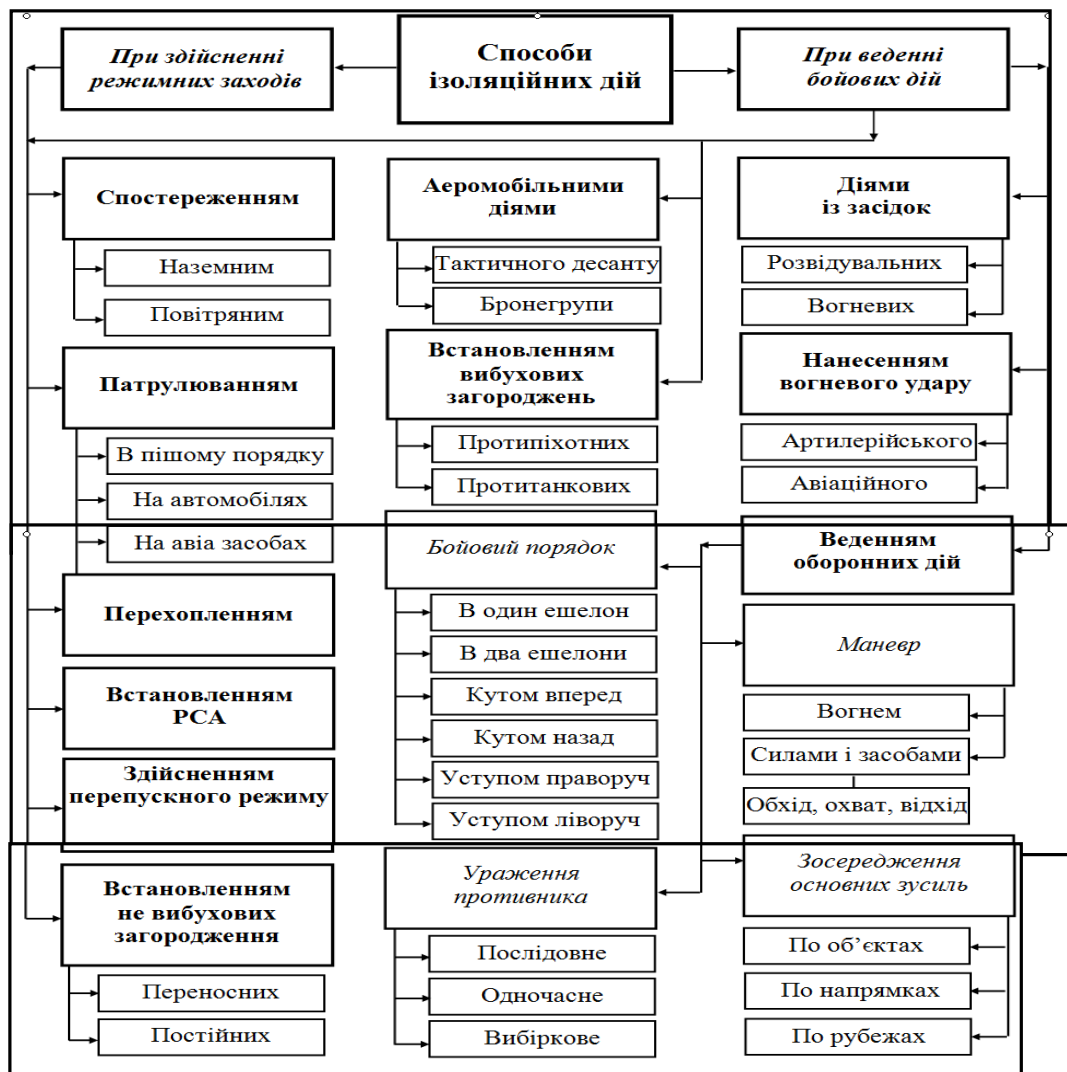 При здійсненні
режимних заходів
Способи
ізоляційних дій
При веденні
бойових дій
Спостереженням
Наземним
Повітряним
Патрулюванням
В пішому порядку
На автомобілях
На авіа засобах
Перехопленням
Встановленням
РСА
Здійсненням
перепускного режиму
Встановленням
не вибухових
загородження
Переносних
Постійних
Аеромобільними
діями
Тактичного десанту
Бронегрупи
Встановленням
вибухових
загороджень
Протипіхотних
Протитанкових
Бойовий порядок
В один ешелон
В два ешелони
Кутом вперед
Кутом назад
Уступом праворуч
Уступом ліворуч
Ураження
противника
Послідовне
Одночасне
Вибіркове
Діями
із засідок
Розвідувальних
Вогневих
Нанесенням
вогневого удару
Артилерійського
Авіаційного
Веденням
оборонних дій
Маневр
Вогнем
Силами і засобами
Обхід, охват, відхід
Зосередження
основних зусиль
По об’єктах
По напрямках
По рубежах